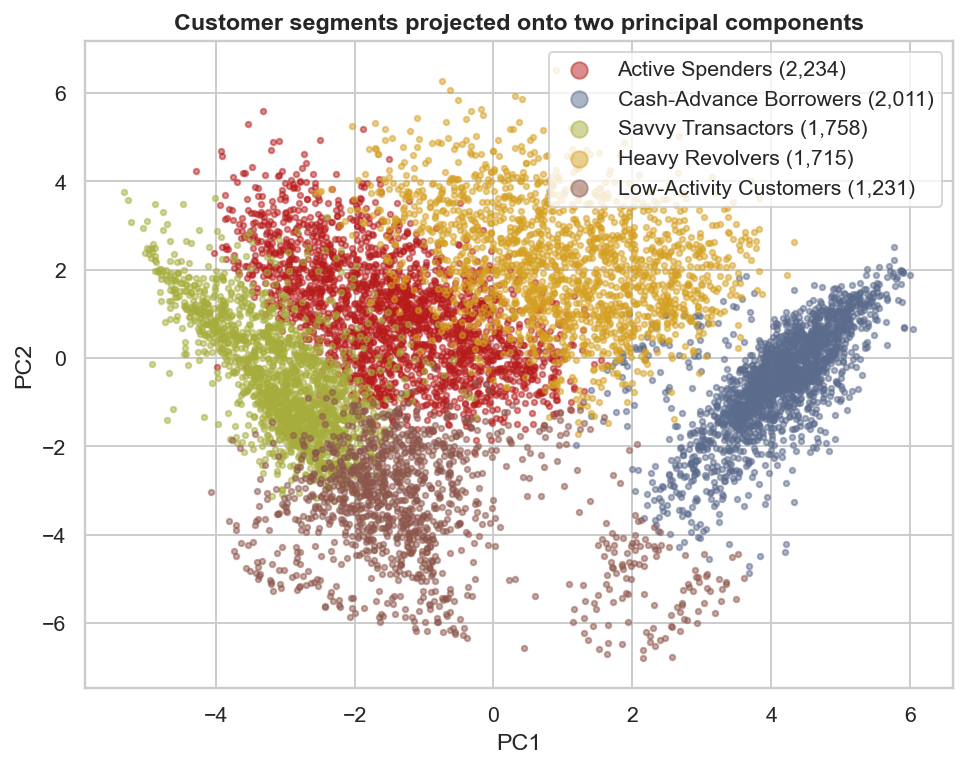 Customer segments projected onto two principal components
Active Spenders (2,234)
Cash-Advance Borrowers (2,011)
Savvy Transactors (1,758)
Heavy Revolvers (1,715)
Low-Activity Customers (1,231)
PC2
6
4
2
0
−2
−4
−6
−4
−2
0
2
4
6
PC1